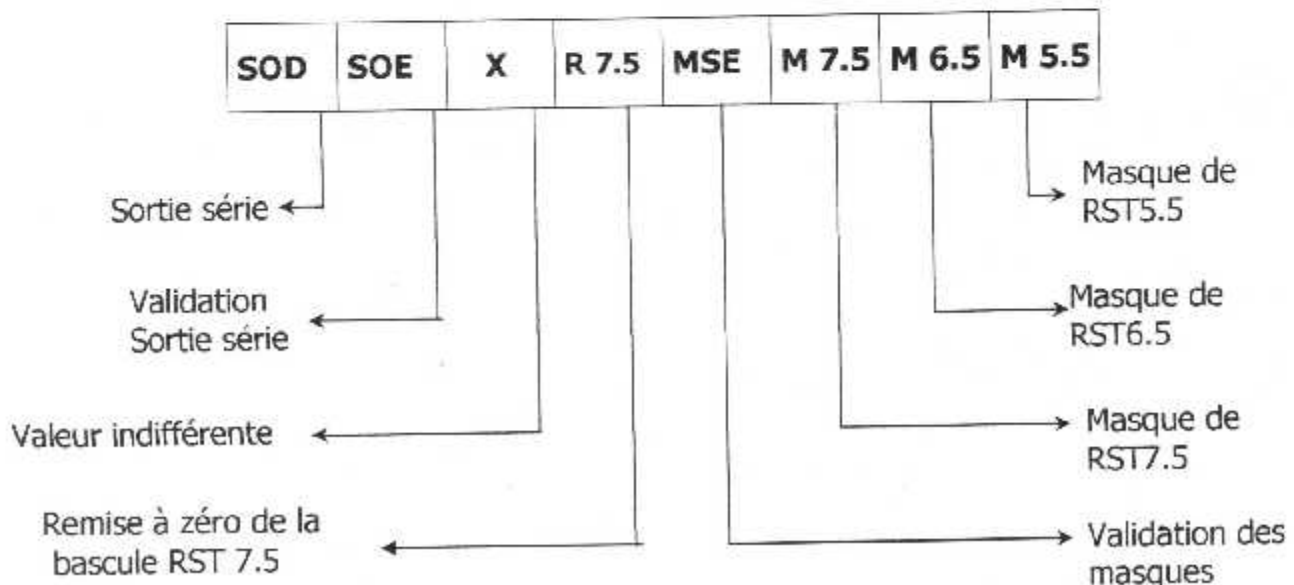 SOD SOE X R 7.5 MSE M 7.5 M 6.5 M 5.5
Sortie série
Masque de
RST5.5
Validation
Sortie série
Masque de
RST6.5
Valeur indifférente
Masque de
RST7.5
Remise à zéro de la
bascule RST 7.5
Validation des
masques